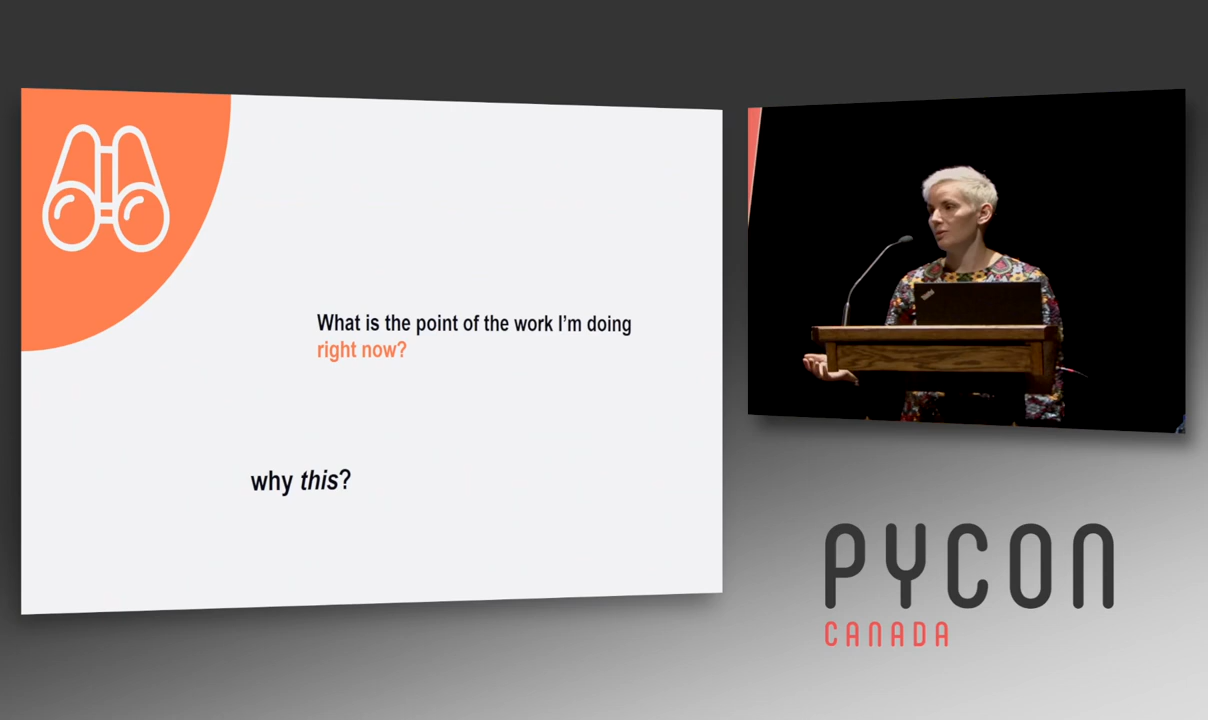 What is the point of the work I'm doing
right now?
why this?
PYCON
CANADA